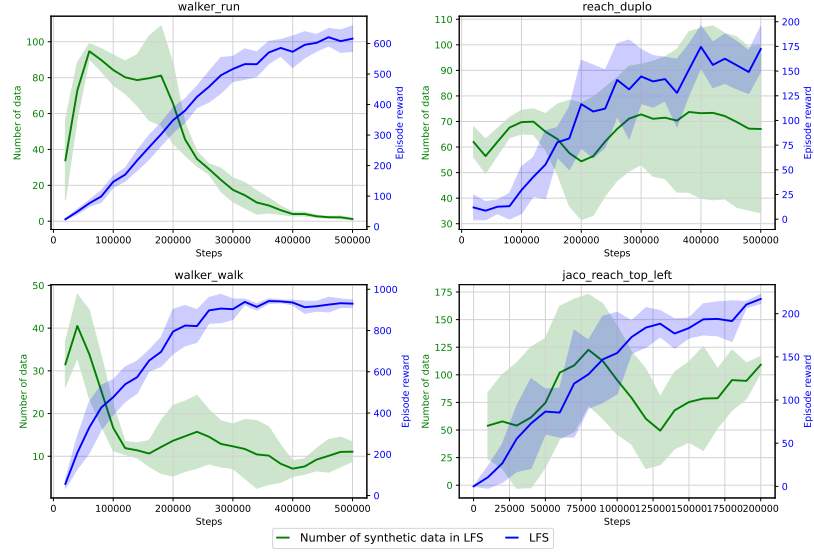 walker_run
reach_duplo
Number of data
100
80
60
40
20
0
Episode reward
600
500
400
300
200
100
0
0 100000 200000 300000 400000 500000
Steps
Number of data
110
100
90
80
70
60
50
40
30
Episode reward
200
175
150
125
100
75
50
25
0
0 100000 200000 300000 400000 500000
Steps
walker_walk
jaco_reach_top_left
Number of data
50
40
30
20
10
Episode reward
1000
800
600
400
200
0
0 100000 200000 300000 400000 500000
Steps
Number of data
175
150
125
100
75
50
25
0
Episode reward
200
150
100
50
0
0 25000 50000 75000 100000 125000 150000 175000 200000
Steps
Number of synthetic data in LFS LFS